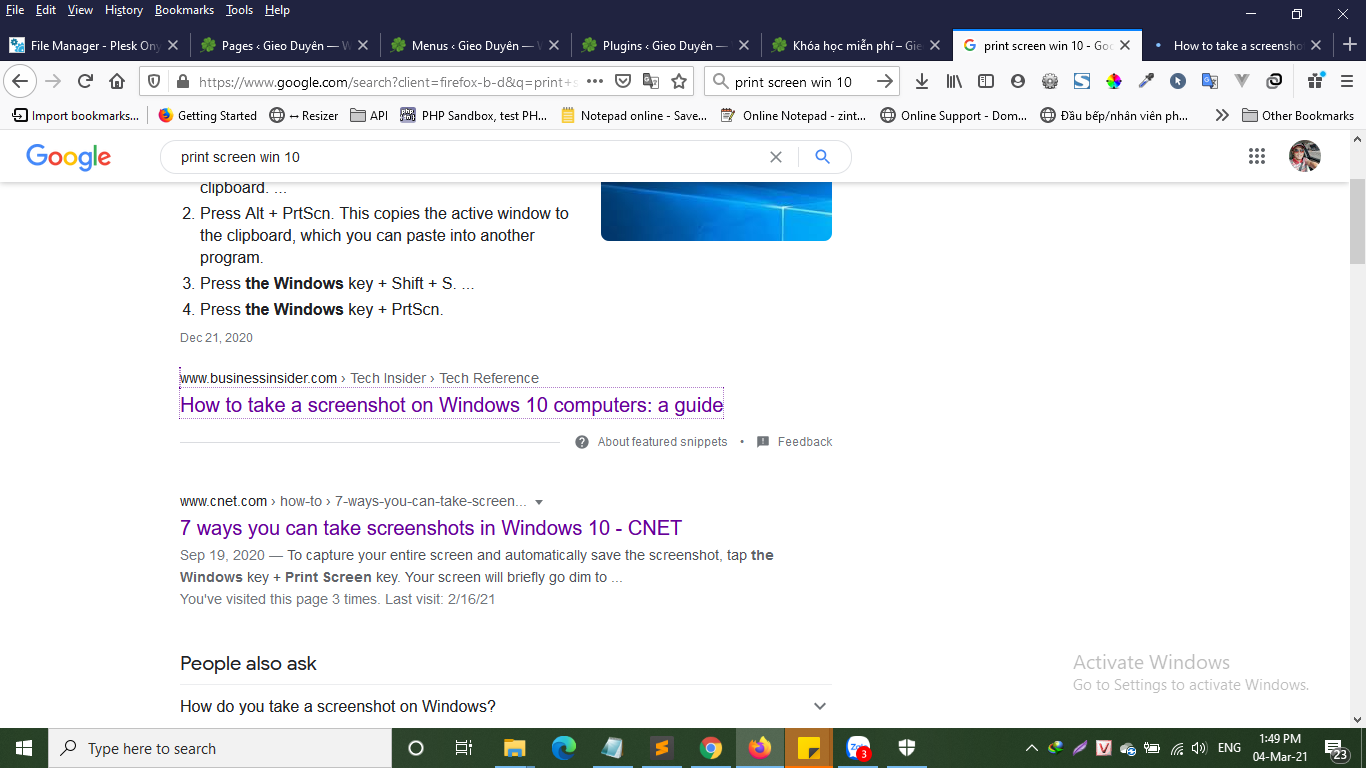 File Edit View History Bookmarks Tools Help
File Manager - Plesk Ony
Pages ‹ Gieo Duyên — W
Menus ‹ Gieo Duyên — W
Plugins ‹ Gieo Duyên —
Khóa học miễn phí – Gie
print screen win 10 - Goo
How to take a screensho
https://www.google.com/search?client=firefox-b-d&q=print+s
print screen win 10
Import bookmarks...
Getting Started
Resizer
API
PHP Sandbox, test PH...
Notepad online - Save...
Online Notepad - zint...
Online Support - Dom...
Đầu bếp/nhân viên ph...
Other Bookmarks
Google
print screen win 10
clipboard. ...
2. Press Alt + PrtScn. This copies the active window to
the clipboard, which you can paste into another
program.
3. Press the Windows key + Shift + S. ...
4. Press the Windows key + PrtScn.
Dec 21, 2020
www.businessinsider.com › Tech Insider › Tech Reference
How to take a screenshot on Windows 10 computers: a guide
About featured snippets • Feedback
www.cnet.com › how-to › 7-ways-you-can-take-screen...
7 ways you can take screenshots in Windows 10 - CNET
Sep 19, 2020 — To capture your entire screen and automatically save the screenshot, tap the
Windows key + Print Screen key. Your screen will briefly go dim to ...
You've visited this page 3 times. Last visit: 2/16/21
People also ask
How do you take a screenshot on Windows?
Activate Windows
Go to Settings to activate Windows.
Type here to search
3
ENG
1:49 PM
04-Mar-21
23